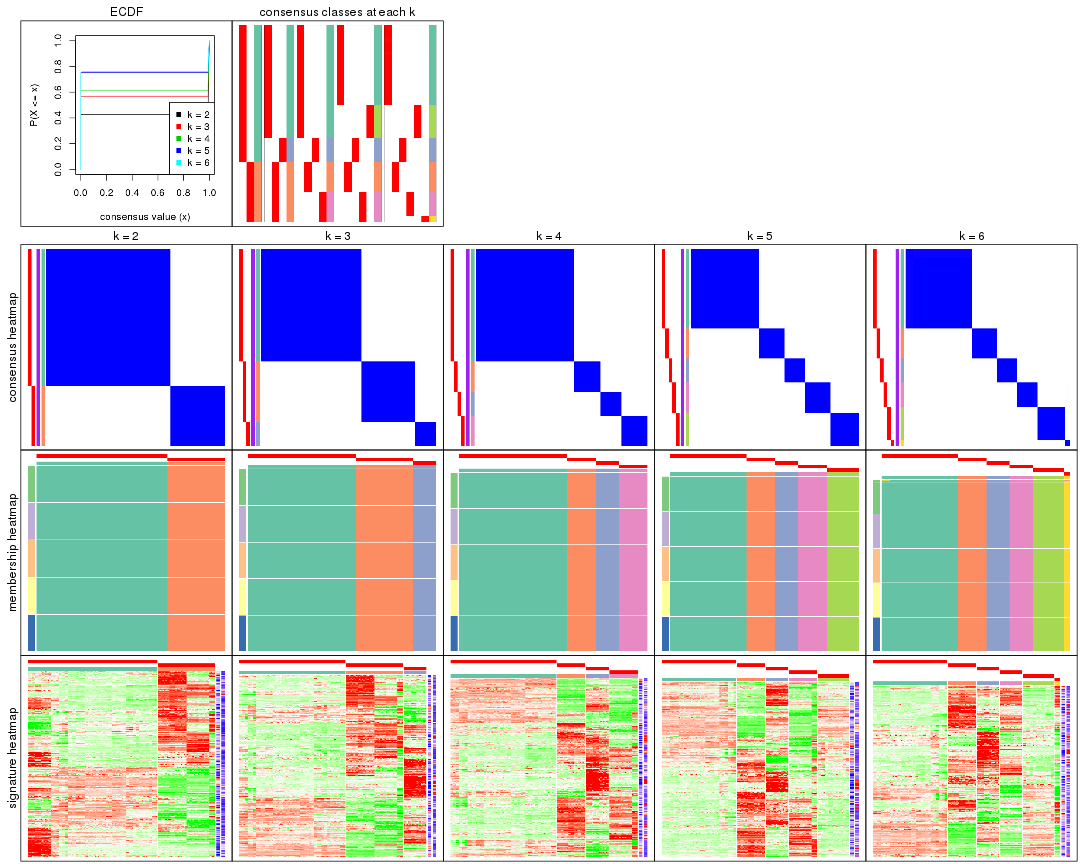 ECDF
consensus classes at each k
P(X <= x)
0.0 0.2 0.4 0.6 0.8 1.0
k = 2
k = 3
k = 4
k = 5
k = 6
0.0 0.2 0.4 0.6 0.8 1.0
consensus value (x)
k = 2 k = 3 k = 4 k = 5 k = 6
consensus heatmap
membership heatmap
signature heatmap